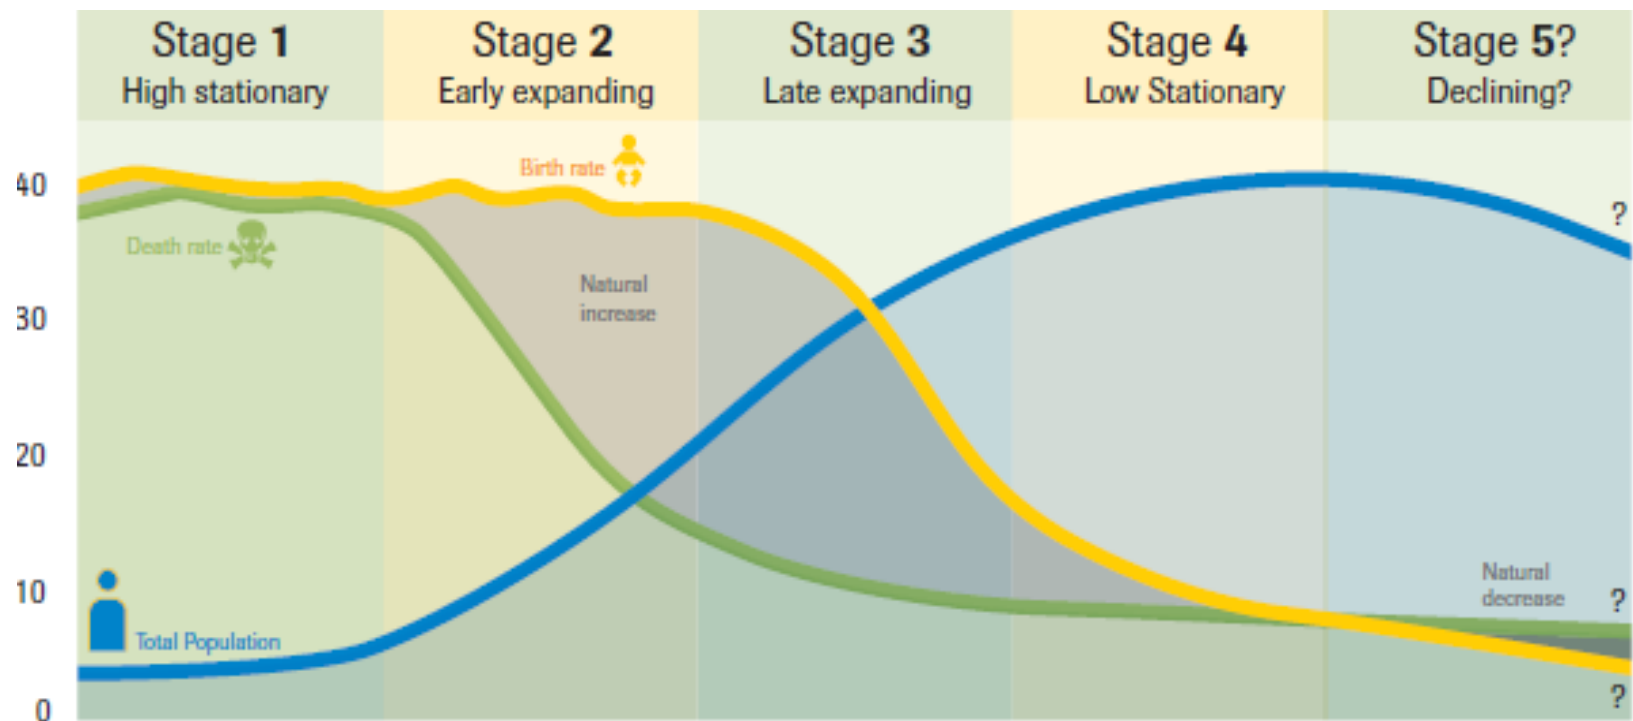 Stage 1
High stationary
Stage 2
Early expanding
Stage 3
Late expanding
Stage 4
Low Stationary
Stage 5?
Declining?
Birth rate
40
?
Death rate
Natural
increase
30
20
10
Natural
decrease
?
Total Population
?
0